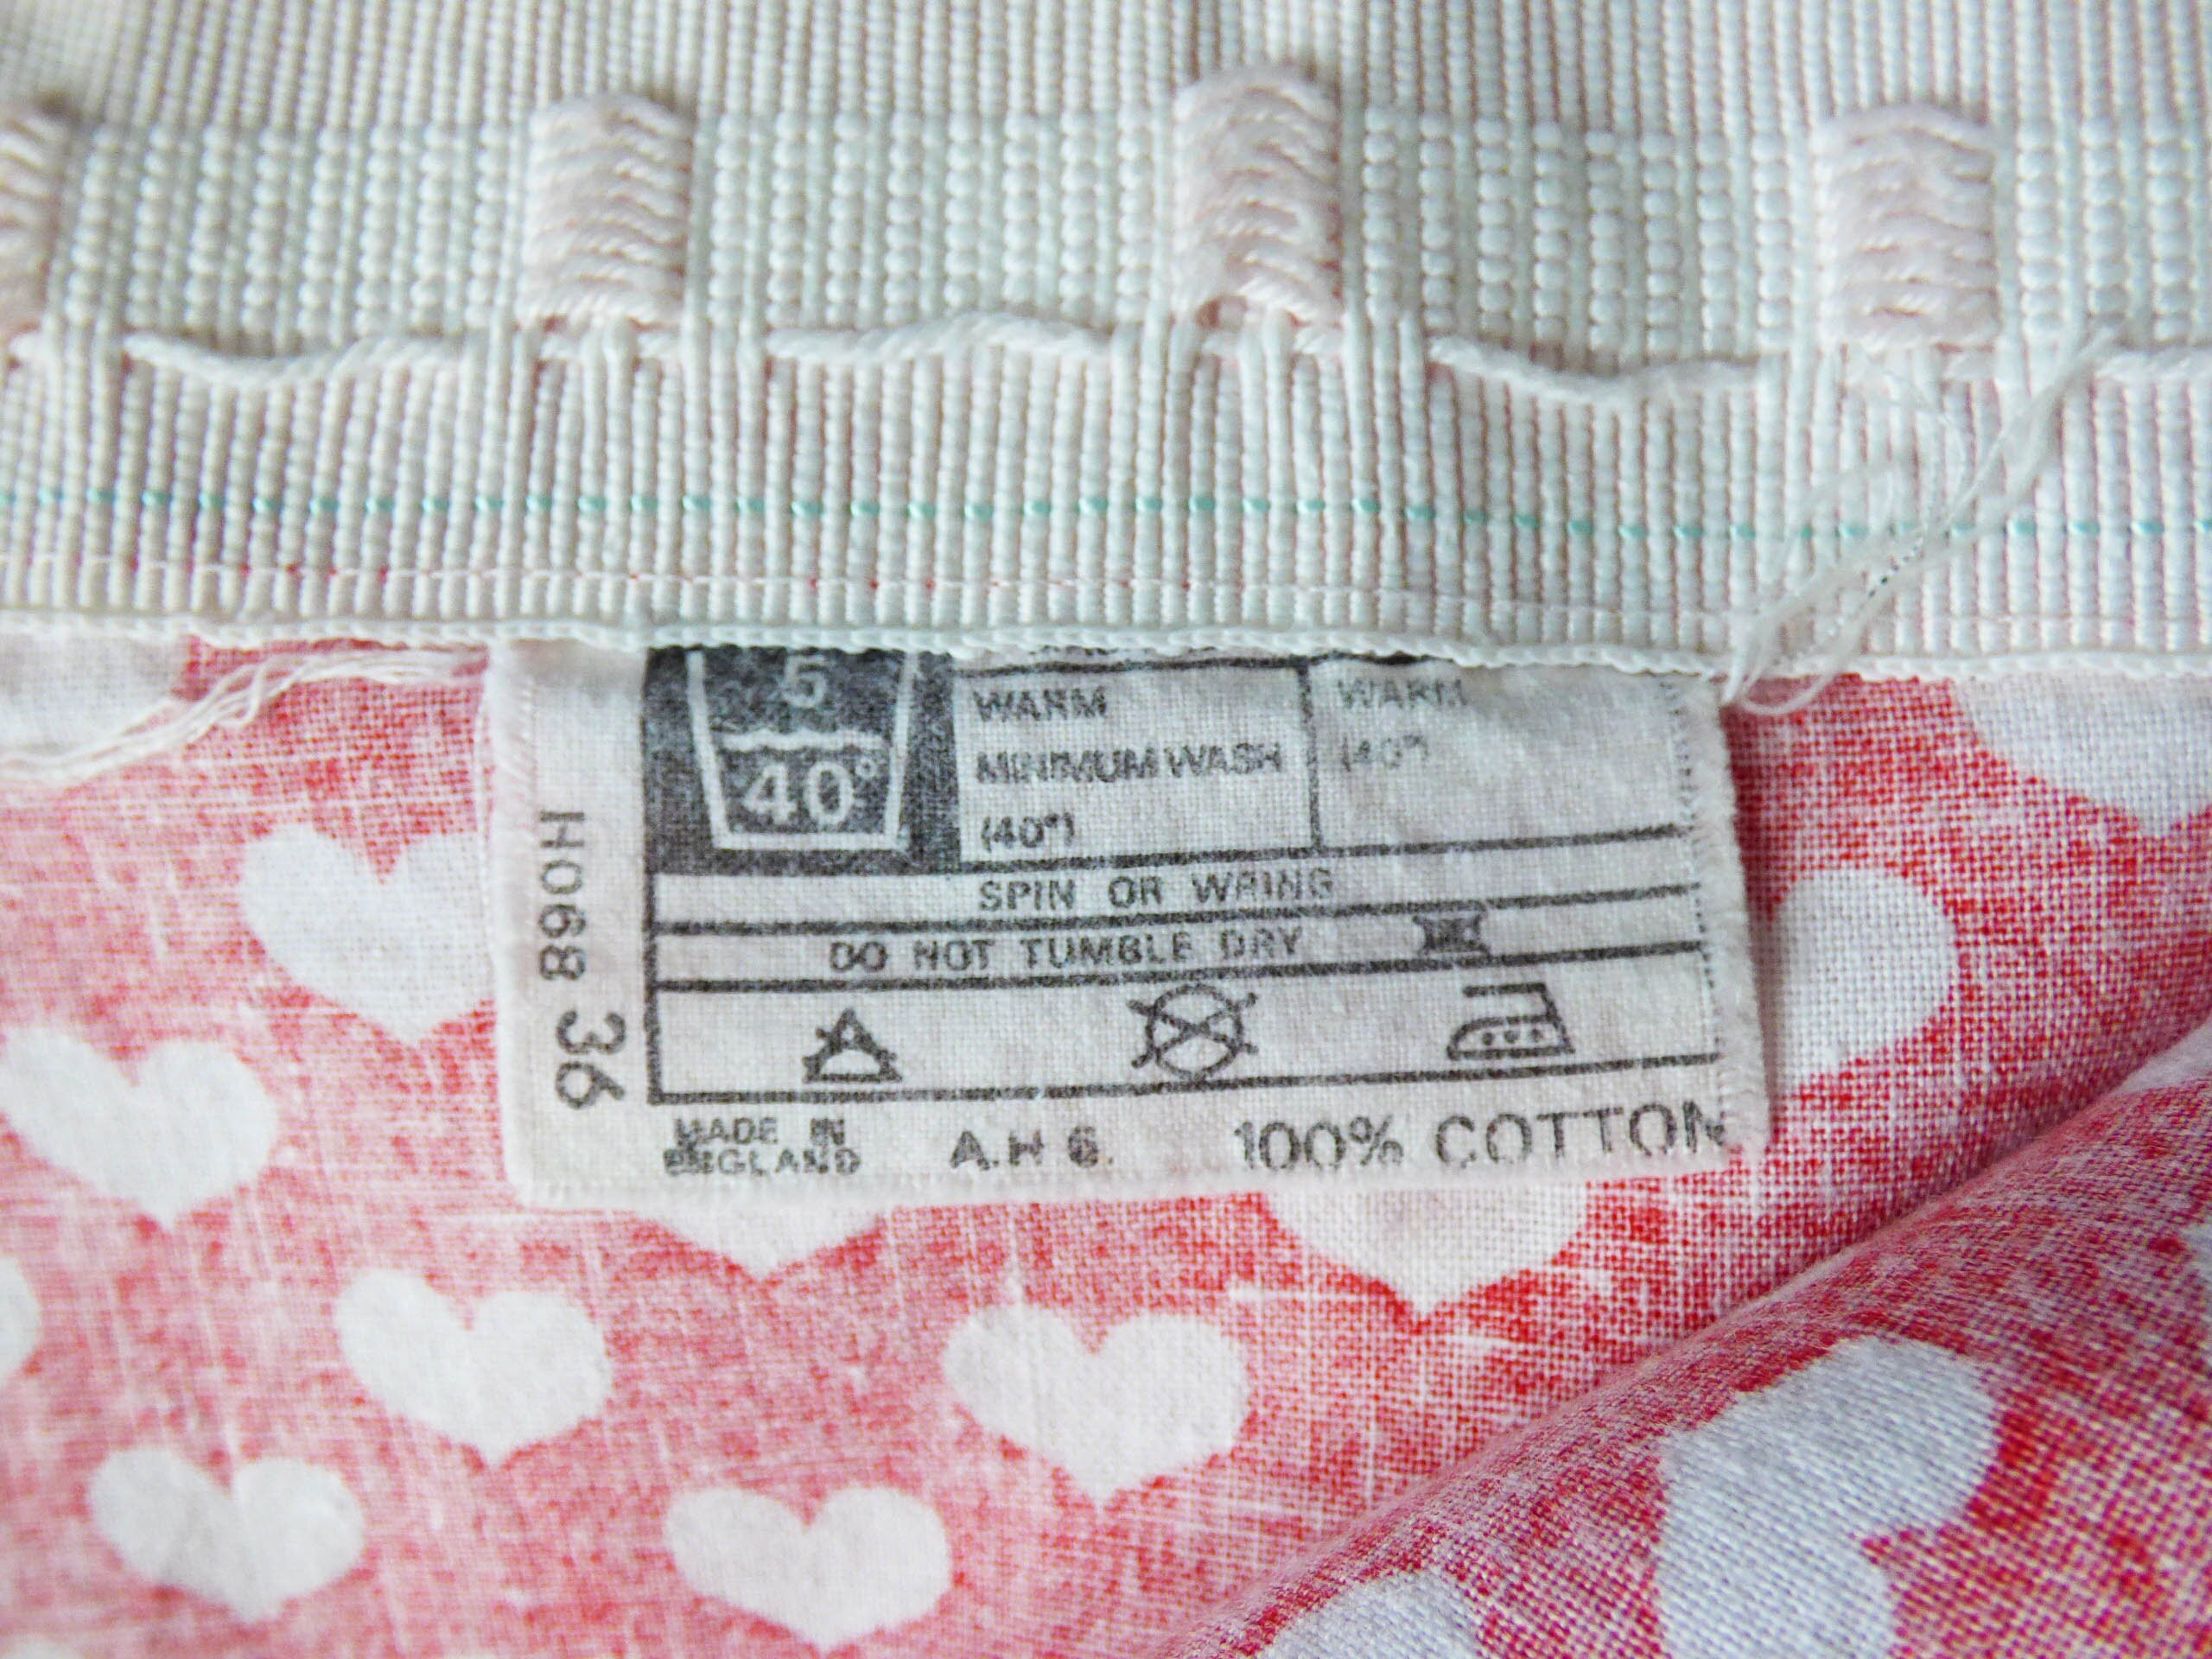 5
40°
WARM
MINIMUM WASH
(40°)
WARM
(40°)
SPIN OR WRING
DO NOT TUMBLE DRY
H068 36
MADE IN
ENGLAND
A.H 6.
100% COTTON